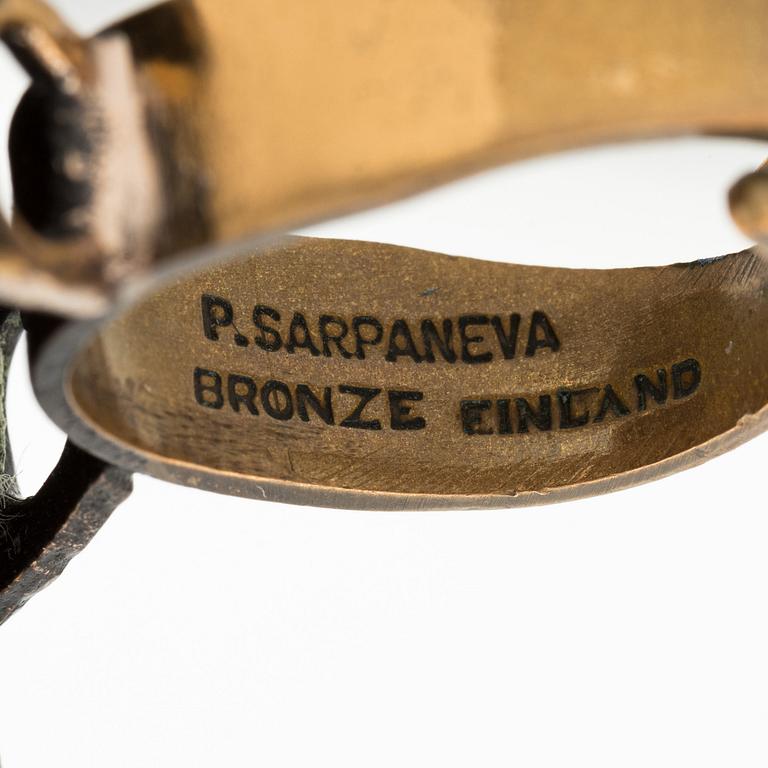 P. SARPANEVA
BRONZE FINLAND